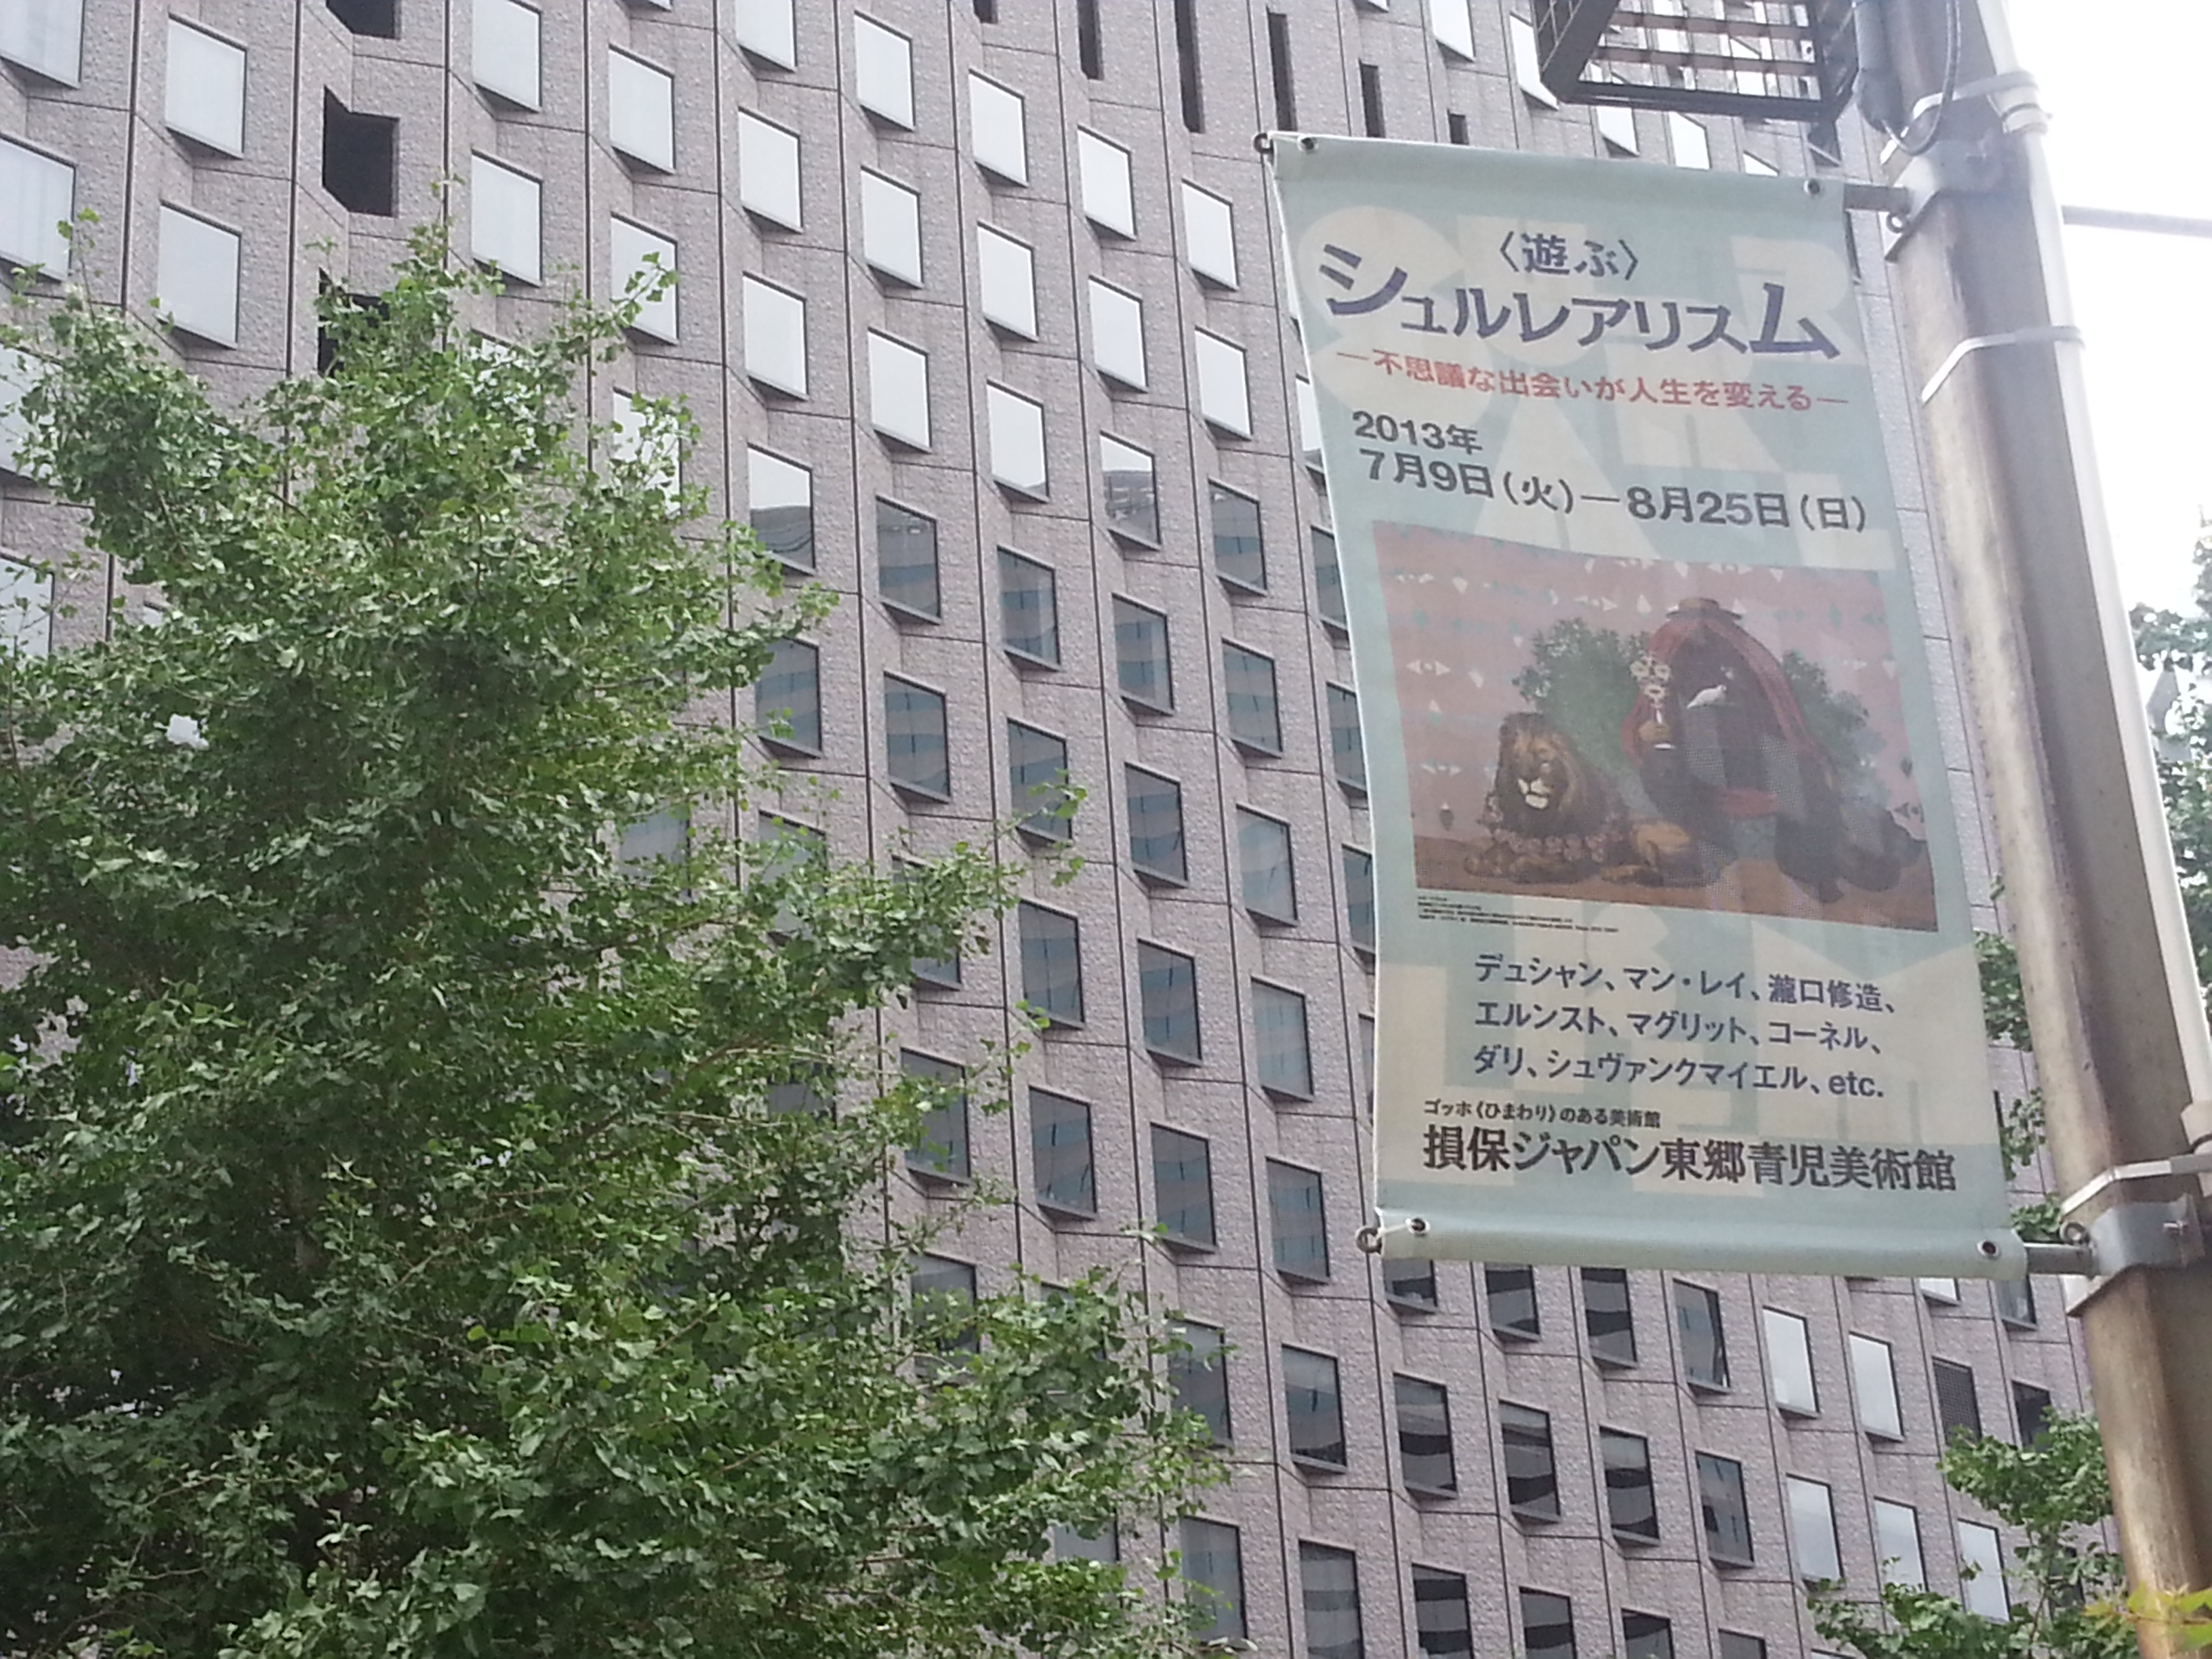 〈遊ぶ〉
シュルレアリスム
―不思議な出会いが人生を変える―
2013年
7月9日(火)―8月25日(日)
デュシャン、マン・レイ、瀧口修造、
エルンスト、マグリット、コーネル、
ダリ、シュヴァンクマイエル、etc.
ゴッホ《ひまわり》のある美術館
損保ジャパン東郷青児美術館